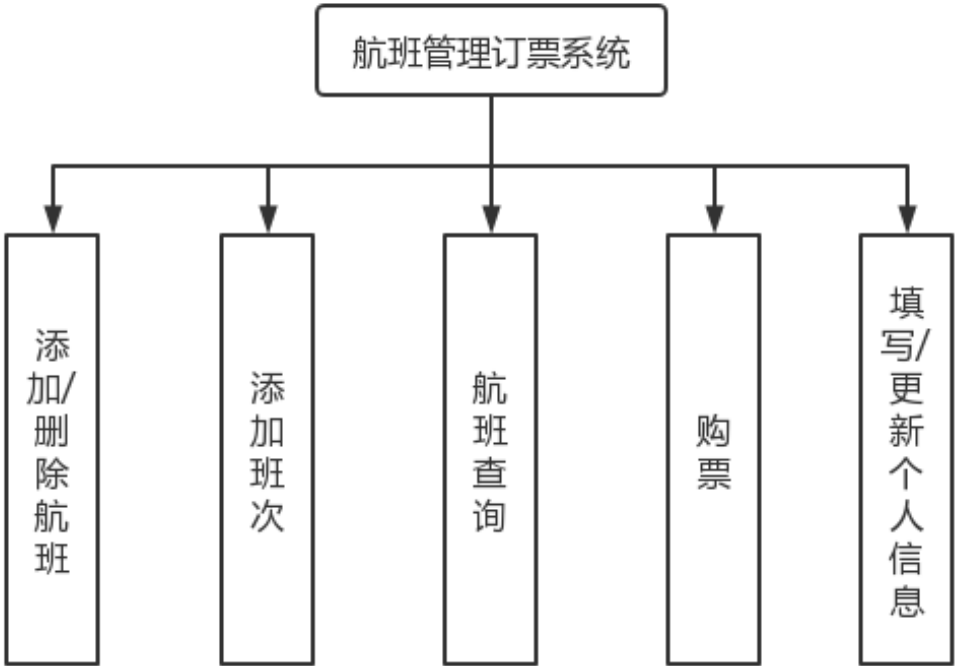 航班管理订票系统
添加/删除航班
添加班次
航班查询
购票
填写/更新个人信息